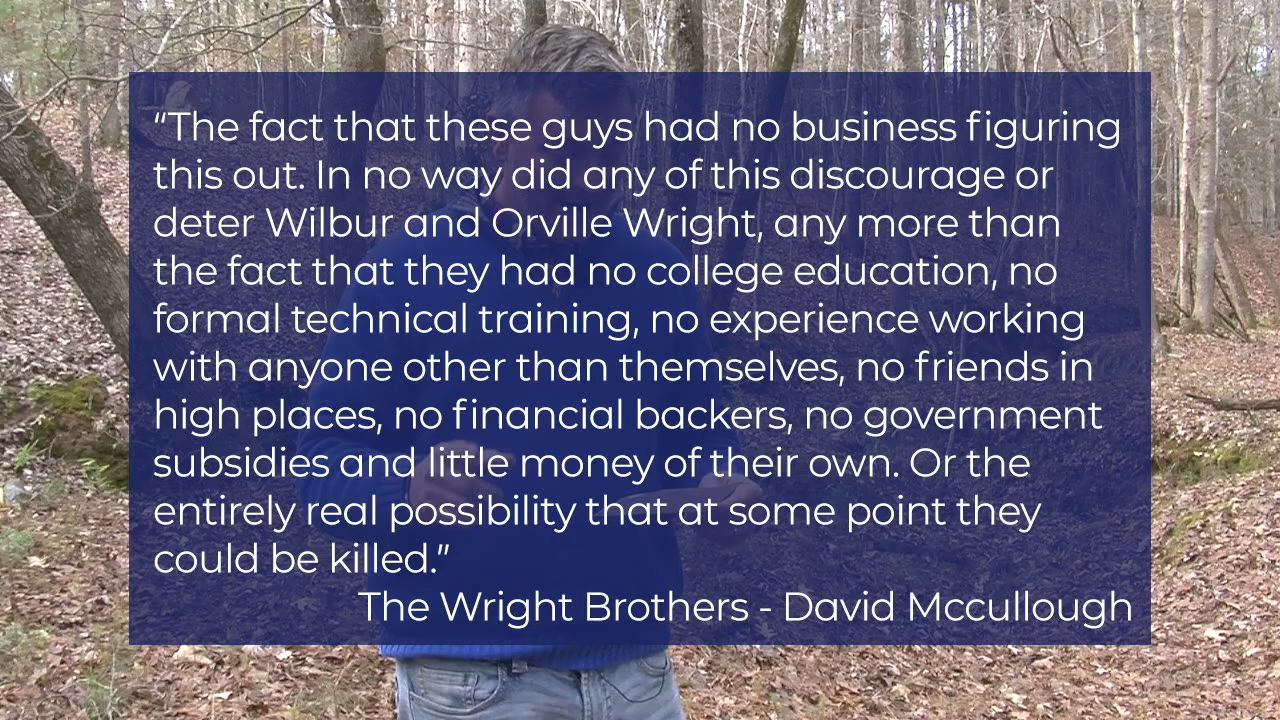 “The fact that these guys had no business figuring
this out. In no way did any of this discourage or
deter Wilbur and Orville Wright, any more than
the fact that they had no college education, no
formal technical training, no experience working
with anyone other than themselves, no friends in
high places, no financial backers, no government
subsidies and little money of their own. Or the
entirely real possibility that at some point they
could be killed.”
The Wright Brothers - David Mccullough